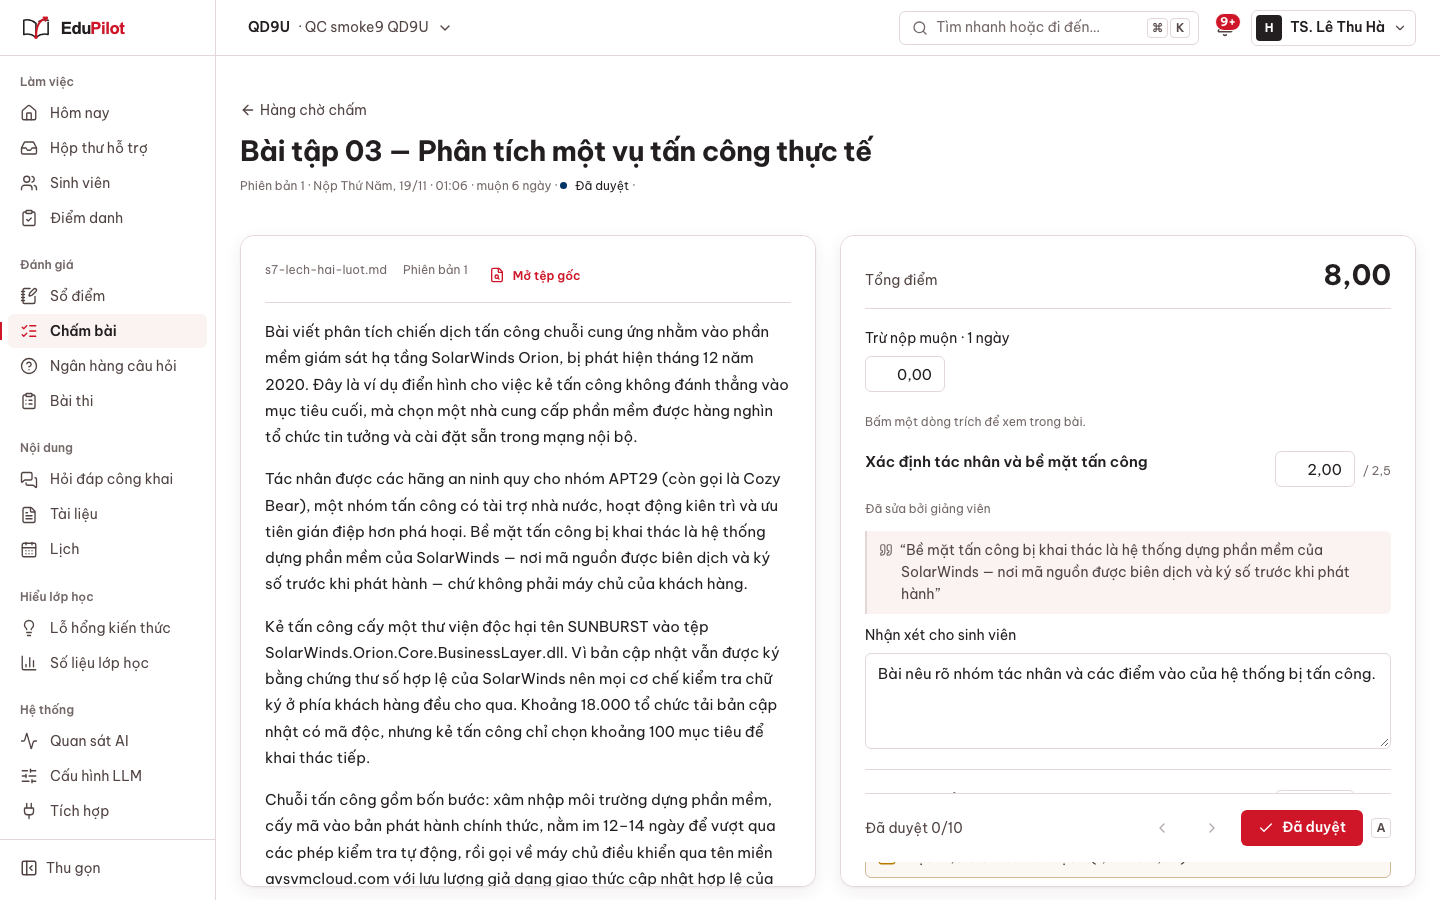 EduPilot
QD9U · QC smoke9 QD9U
Tìm nhanh hoặc đi đến... ⌘ K
9+
H TS. Lê Thu Hà
Làm việc
Hôm nay
Hộp thư hỗ trợ
Sinh viên
Điểm danh
Đánh giá
Sổ điểm
Chấm bài
Ngân hàng câu hỏi
Bài thi
Nội dung
Hỏi đáp công khai
Tài liệu
Lịch
Hiểu lớp học
Lỗ hổng kiến thức
Số liệu lớp học
Hệ thống
Quan sát AI
Cấu hình LLM
Tích hợp
Thu gọn
Hàng chờ chấm
Bài tập 03 — Phân tích một vụ tấn công thực tế
Phiên bản 1 · Nộp Thứ Năm, 19/11 · 01:06 · muộn 6 ngày · Đã duyệt ·
s7-lech-hai-luot.md Phiên bản 1 Mở tệp gốc
Bài viết phân tích chiến dịch tấn công chuỗi cung ứng nhằm vào phần
mềm giám sát hạ tầng SolarWinds Orion, bị phát hiện tháng 12 năm
2020. Đây là ví dụ điển hình cho việc kẻ tấn công không đánh thẳng vào
mục tiêu cuối, mà chọn một nhà cung cấp phần mềm được hàng nghìn
tổ chức tin tưởng và cài đặt sẵn trong mạng nội bộ.
Tác nhân được các hãng an ninh quy cho nhóm APT29 (còn gọi là Cozy
Bear), một nhóm tấn công có tài trợ nhà nước, hoạt động kiên trì và ưu
tiên gián điệp hơn phá hoại. Bề mặt tấn công bị khai thác là hệ thống
dựng phần mềm của SolarWinds — nơi mã nguồn được biên dịch và ký
số trước khi phát hành — chứ không phải máy chủ của khách hàng.
Kẻ tấn công cấy một thư viện độc hại tên SUNBURST vào tệp
SolarWinds.Orion.Core.BusinessLayer.dll. Vì bản cập nhật vẫn được ký
bằng chứng thư số hợp lệ của SolarWinds nên mọi cơ chế kiểm tra chữ
ký ở phía khách hàng đều cho qua. Khoảng 18.000 tổ chức tải bản cập
nhật có mã độc, nhưng kẻ tấn công chỉ chọn khoảng 100 mục tiêu để
khai thác tiếp.
Chuỗi tấn công gồm bốn bước: xâm nhập môi trường dựng phần mềm,
cấy mã vào bản phát hành chính thức, nằm im 12–14 ngày để vượt qua
các phép kiểm tra tự động, rồi gọi về máy chủ điều khiển qua tên miền
avsvmcloud.com với lưu lượng giả dạng giao thức cập nhật hợp lệ của
Tổng điểm 8,00
Trừ nộp muộn · 1 ngày
0,00
Bấm một dòng trích để xem trong bài.
Xác định tác nhân và bề mặt tấn công 2,00 / 2,5
Đã sửa bởi giảng viên
“Bề mặt tấn công bị khai thác là hệ thống dựng phần mềm của
SolarWinds — nơi mã nguồn được biên dịch và ký số trước khi phát
hành”
Nhận xét cho sinh viên
Bài nêu rõ nhóm tác nhân và các điểm vào của hệ thống bị tấn công.
Đã duyệt 0/10 Đã duyệt A